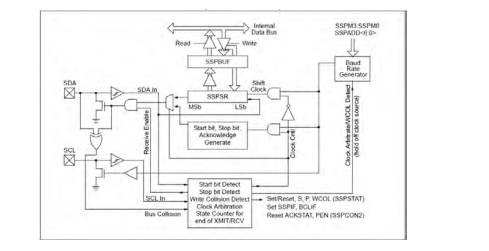 Internal
Data Bus
SSPM3:SSPM0
SSPADD<6:0>
Read
Write
SSPBUF
Baud
Rate
Generator
SDA
SDA In
Shift
Clock
SSPSR
MSb
LSb
Receive Enable
Start bit, Stop bit,
Acknowledge
Generate
Clock Cntl
Clock Arbitrate/WCOL Detect
(hold off clock source)
SCL
SCL In
Bus Collision
Start bit Detect
Stop bit Detect
Write Collision Detect
Clock Arbitration
State Counter for
end of XMIT/RCV
Set/Reset, S, P, WCOL (SSPSTAT)
Set SSPIF, BCLIF
Reset ACKSTAT, PEN (SSPCON2)